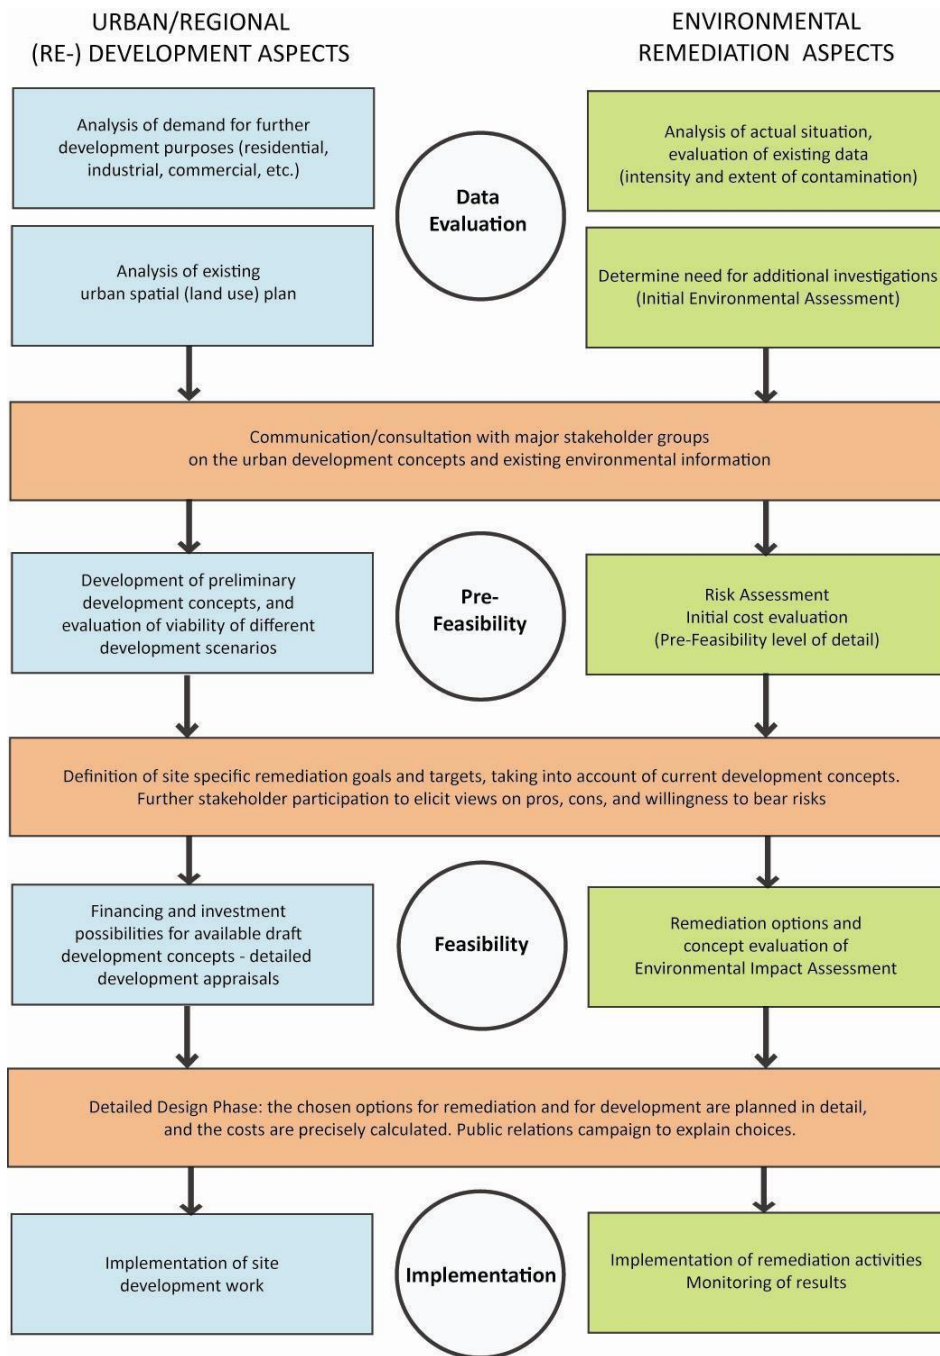 URBAN/REGIONAL
(RE-) DEVELOPMENT ASPECTS
ENVIRONMENTAL
REMEDIATION ASPECTS
Analysis of demand for further
development purposes (residential,
industrial, commercial, etc.)
Data
Evaluation
Analysis of actual situation,
evaluation of existing data
(intensity and extent of contamination)
Analysis of existing
urban spatial (land use) plan
Determine need for additional investigations
(Initial Environmental Assessment)
Communication/consultation with major stakeholder groups
on the urban development concepts and existing environmental information
Development of preliminary
development concepts, and
evaluation of viability of different
development scenarios
Pre-
Feasibility
Risk Assessment
Initial cost evaluation
(Pre-Feasibility level of detail)
Definition of site specific remediation goals and targets, taking into account of current development concepts.
Further stakeholder participation to elicit views on pros, cons, and willingness to bear risks
Financing and investment
possibilities for available draft
development concepts - detailed
development appraisals
Feasibility
Remediation options and
concept evaluation of
Environmental Impact Assessment
Detailed Design Phase: the chosen options for remediation and for development are planned in detail,
and the costs are precisely calculated. Public relations campaign to explain choices.
Implementation of site
development work
Implementation
Implementation of remediation activities
Monitoring of results